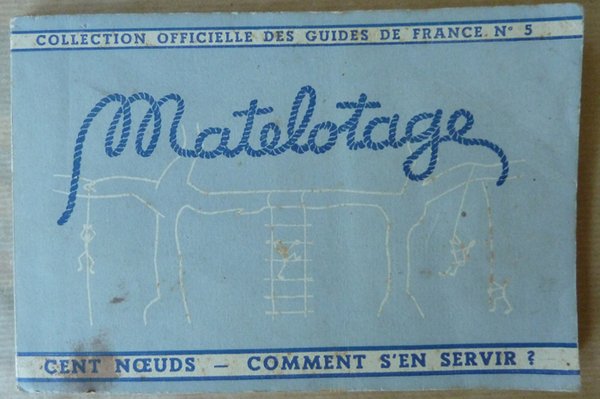 COLLECTION OFFICIELLE DES GUIDES DE FRANCE. N° 5
Matelotage
CENT NŒUDS — COMMENT S'EN SERVIR ?